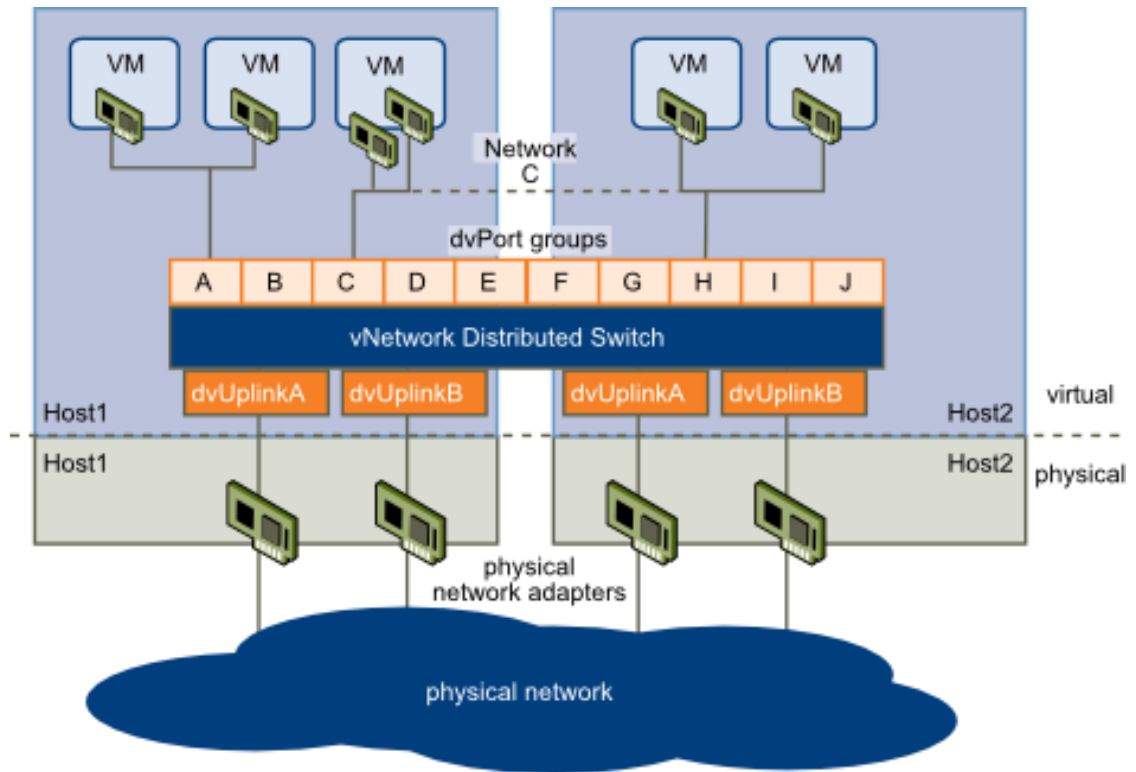 VM VM VM VM VM
Network
C
dvPort groups
A B C D E F G H I J
vNetwork Distributed Switch
dvUplinkA dvUplinkB dvUplinkA dvUplinkB
Host1 Host2 virtual
Host1 Host2 physical
physical
network adapters
physical network